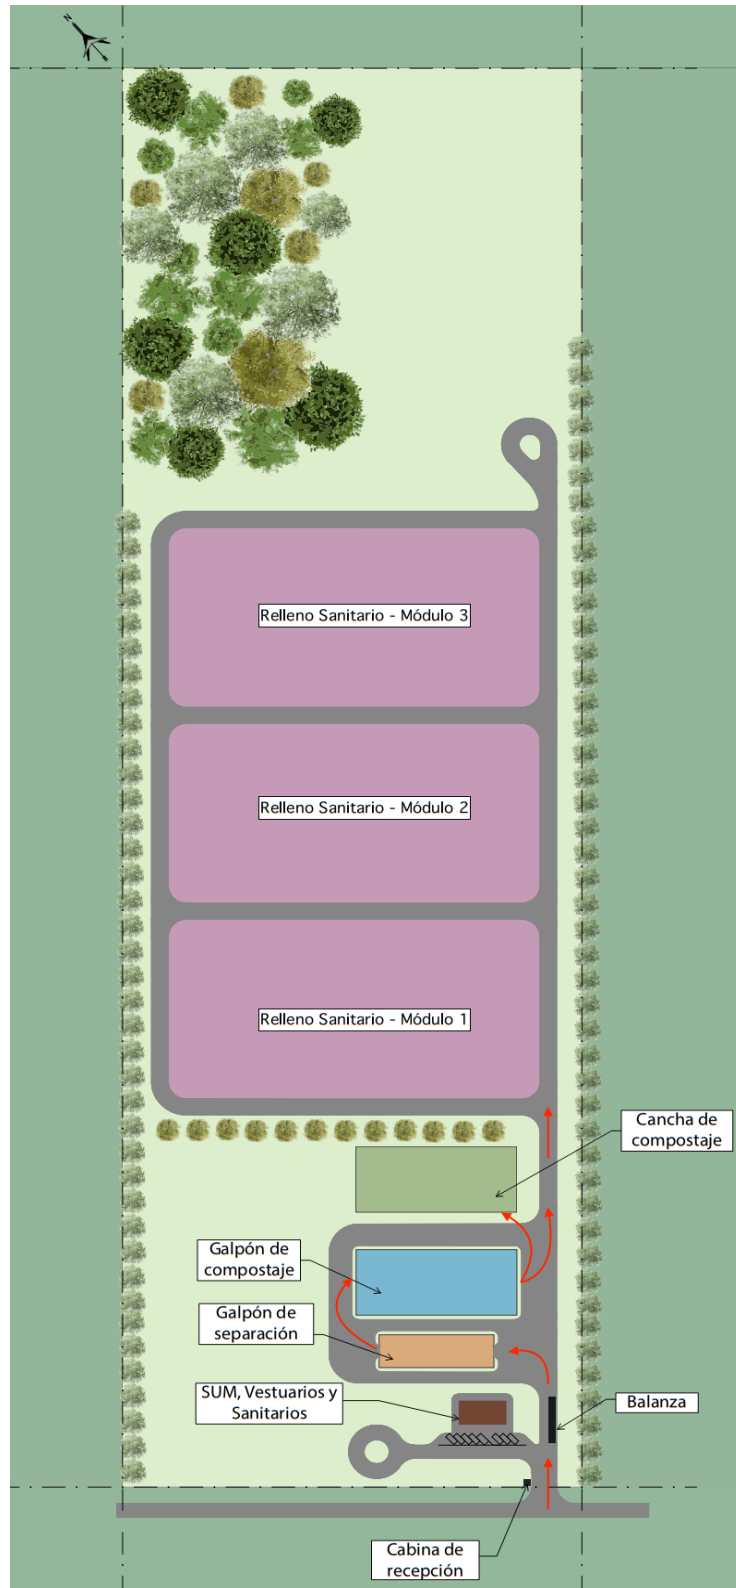 N
Relleno Sanitario - Módulo 3
Relleno Sanitario - Módulo 2
Relleno Sanitario - Módulo 1
Cancha de
compostaje
Galpón de
compostaje
Galpón de
separación
SUM, Vestuarios y
Sanitarios
Balanza
Cabina de
recepción